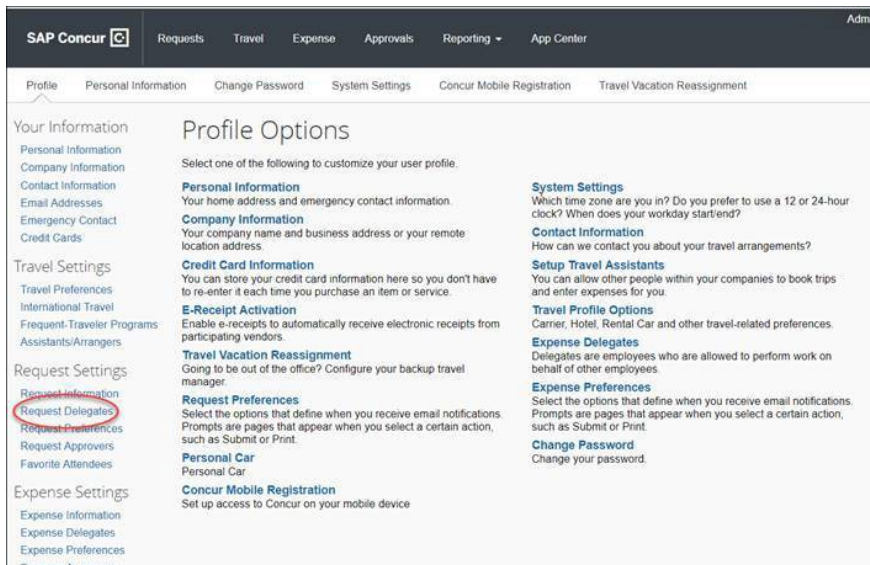 Adm
SAP Concur C
Requests Travel Expense Approvals Reporting App Center
Profile Personal Information Change Password System Settings Concur Mobile Registration Travel Vacation Reassignment
Your Information
Personal Information
Company Information
Contact Information
Email Addresses
Emergency Contact
Credit Cards
Travel Settings
Travel Preferences
International Travel
Frequent-Traveler Programs
Assistants/Arrangers
Request Settings
Request Information
Request Delegates
Request Preferences
Request Approvers
Favorite Attendees
Expense Settings
Expense Information
Expense Delegates
Expense Preferences
Profile Options
Select one of the following to customize your user profile.
Personal Information
Your home address and emergency contact information.
Company Information
Your company name and business address or your remote
location address.
Credit Card Information
You can store your credit card information here so you don't have
to re-enter it each time you purchase an item or service.
E-Receipt Activation
Enable e-receipts to automatically receive electronic receipts from
participating vendors.
Travel Vacation Reassignment
Going to be out of the office? Configure your backup travel
manager.
Request Preferences
Select the options that define when you receive email notifications.
Prompts are pages that appear when you select a certain action,
such as Submit or Print.
Personal Car
Personal Car
Concur Mobile Registration
Set up access to Concur on your mobile device
System Settings
Which time zone are you in? Do you prefer to use a 12 or 24-hour
clock? When does your workday start/end?
Contact Information
How can we contact you about your travel arrangements?
Setup Travel Assistants
You can allow other people within your companies to book trips
and enter expenses for you.
Travel Profile Options
Carrier, Hotel, Rental Car and other travel-related preferences.
Expense Delegates
Delegates are employees who are allowed to perform work on
behalf of other employees.
Expense Preferences
Select the options that define when you receive email notifications.
Prompts are pages that appear when you select a certain action,
such as Submit or Print.
Change Password
Change your password.